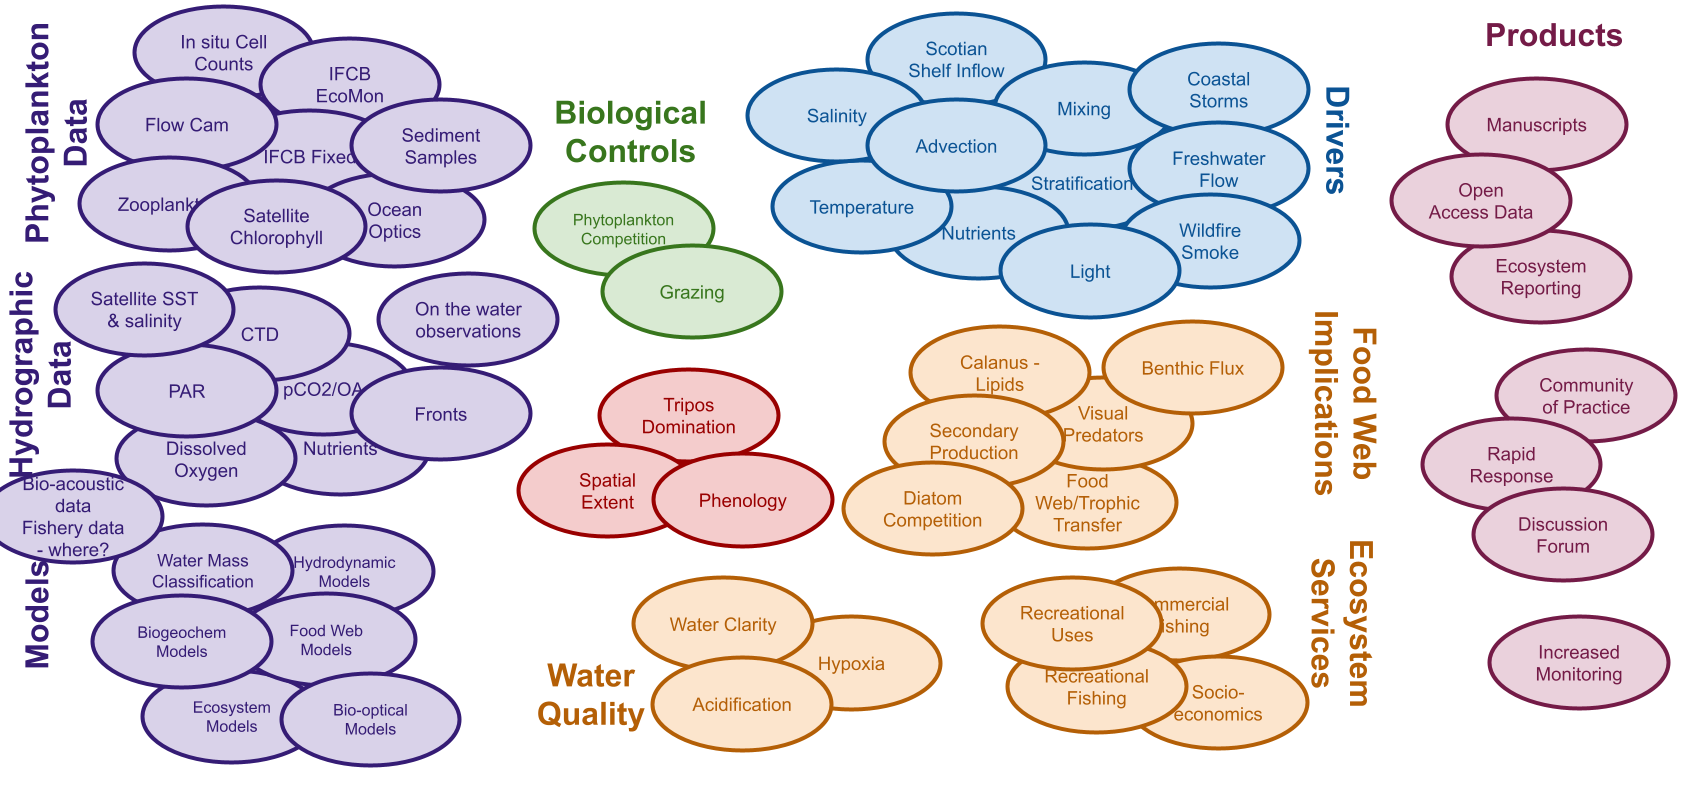 Phytoplankton
Data
In situ Cell
Counts
IFCB
EcoMon
Flow Cam
IFCB Fixed
Sediment
Samples
Zooplankt
Satellite
Chlorophyll
Ocean
Optics
Hydrographic
Data
Satellite SST
& salinity
CTD
On the water
observations
PAR
pCO2/OA
Fronts
Dissolved
Oxygen
Nutrients
Bio-acoustic
data
Fishery data
- where?
Models
Water Mass
Classification
Hydrodynamic
Models
Biogeochem
Models
Food Web
Models
Ecosystem
Models
Bio-optical
Models
Biological
Controls
Phytoplankton
Competition
Grazing
Tripos
Domination
Spatial
Extent
Phenology
Water
Quality
Water Clarity
Hypoxia
Acidification
Drivers
Scotian
Shelf Inflow
Salinity
Mixing
Coastal
Storms
Advection
Freshwater
Flow
Stratification
Temperature
Nutrients
Wildfire
Smoke
Light
Food Web
Implications
Calanus -
Lipids
Benthic Flux
Visual
Predators
Secondary
Production
Diatom
Competition
Food
Web/Trophic
Transfer
Ecosystem
Services
Recreational
Uses
mmercial
ishing
Recreational
Fishing
Socio-
economics
Products
Manuscripts
Open
Access Data
Ecosystem
Reporting
Community
of Practice
Rapid
Response
Discussion
Forum
Increased
Monitoring